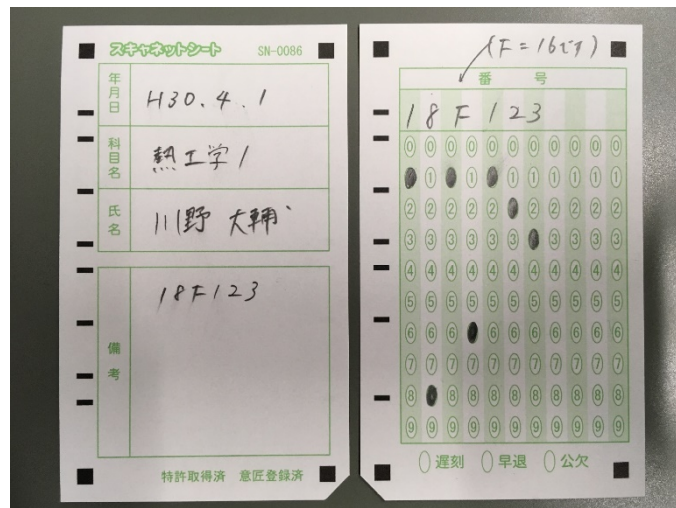 スキャネットシート SN-0086
年月日 H30.4.1
科目名 熱工学1
氏名 川野 大輔
18F123
備考
特許取得済 意匠登録済
(F=16です)
番号
18F123
0 0 0 0 0 0 0 0 0 0 0
1 1 1 1 1 1 1 1
2 2 2 2 2 2 2 2 2 2
3 3 3 3 3 3 3 3 3 3
4 4 4 4 4 4 4 4 4 4 4
5 5 5 5 5 5 5 5 5 5 5
6 6 6 6 6 6 6 6 6 6
7 7 7 7 7 7 7 7 7 7 7
8 8 8 8 8 8 8 8 8 8
9 9 9 9 9 9 9 9 9 9 9
遅刻 早退 公欠